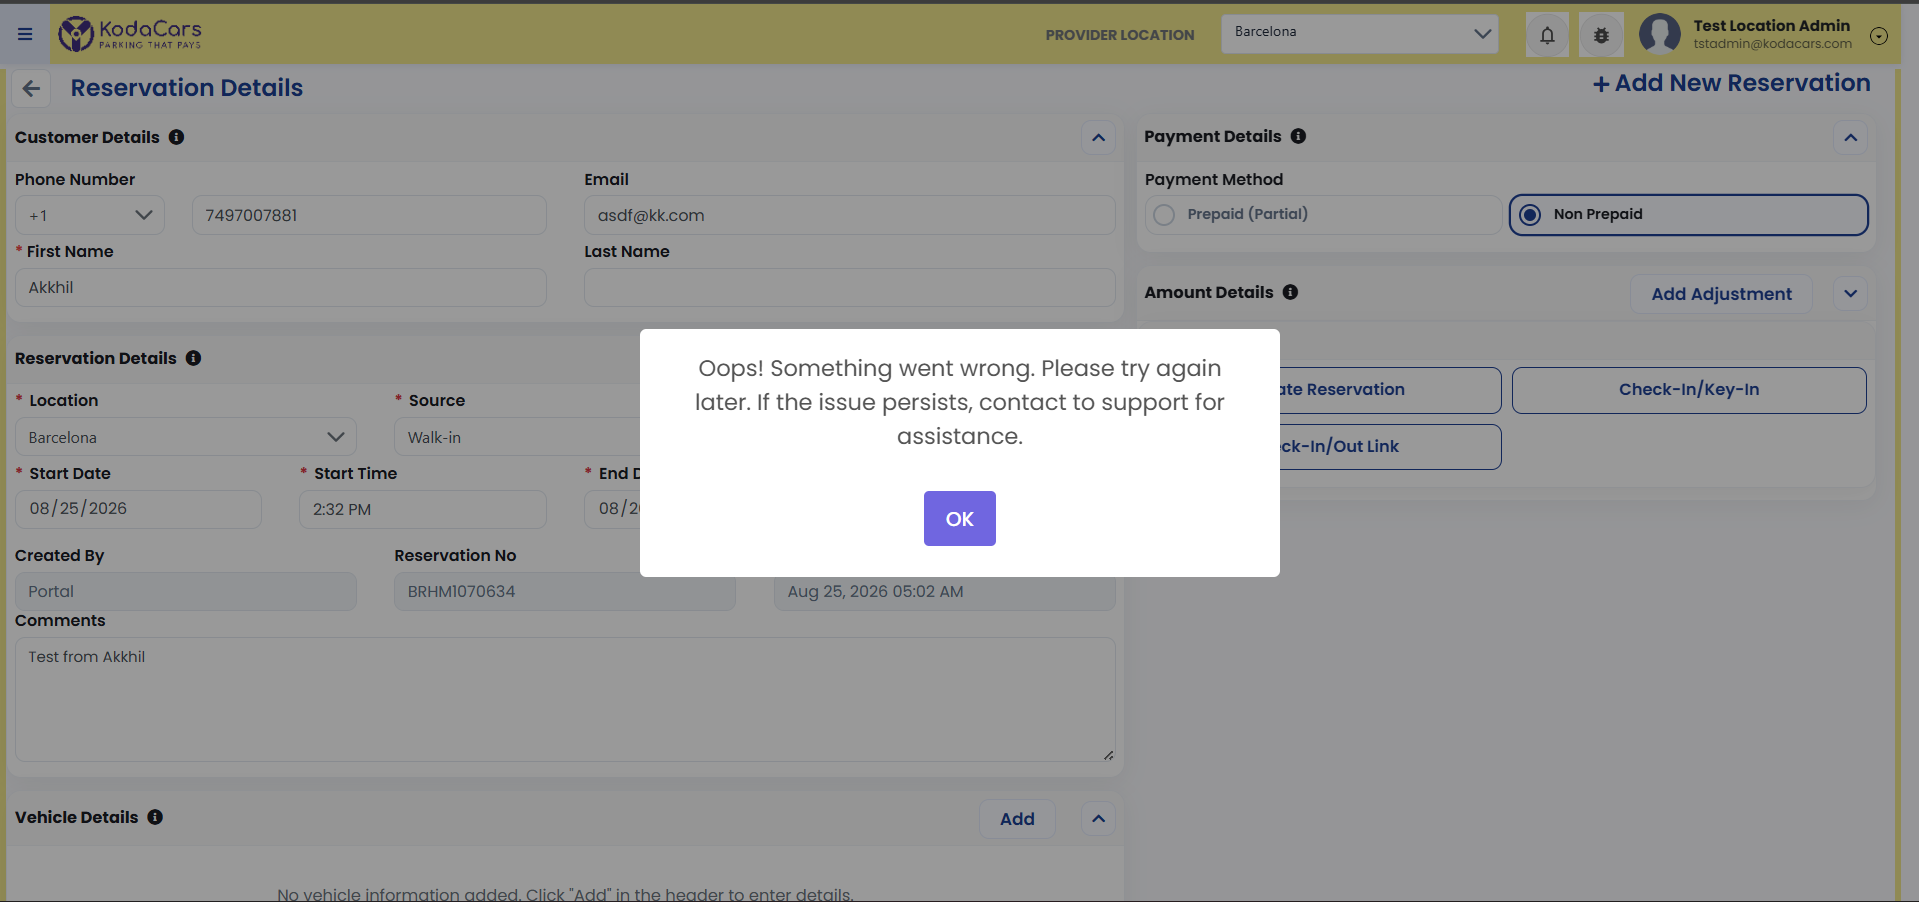 KodaCars
PARKING THAT PAYS
PROVIDER LOCATION
Barcelona
Test Location Admin
tstadmin@kodacars.com
Reservation Details
+ Add New Reservation
Customer Details
Phone Number
Email
+1
7497007881
asdf@kk.com
* First Name
Last Name
Akkhil
Payment Details
Payment Method
Prepaid (Partial)
Non Prepaid
Amount Details
Add Adjustment
Reservation Details
* Location
* Source
Barcelona
Walk-in
* Start Date
* Start Time
* End D
08/25/2026
2:32 PM
08/2
Created By
Reservation No
Portal
BRHM1070634
Aug 25, 2026 05:02 AM
Comments
Test from Akkhil
Oops! Something went wrong. Please try again
later. If the issue persists, contact to support for
assistance.
OK
ate Reservation
Check-In/Key-In
ck-In/Out Link
Vehicle Details
Add
No vehicle information added. Click "Add" in the header to enter details.